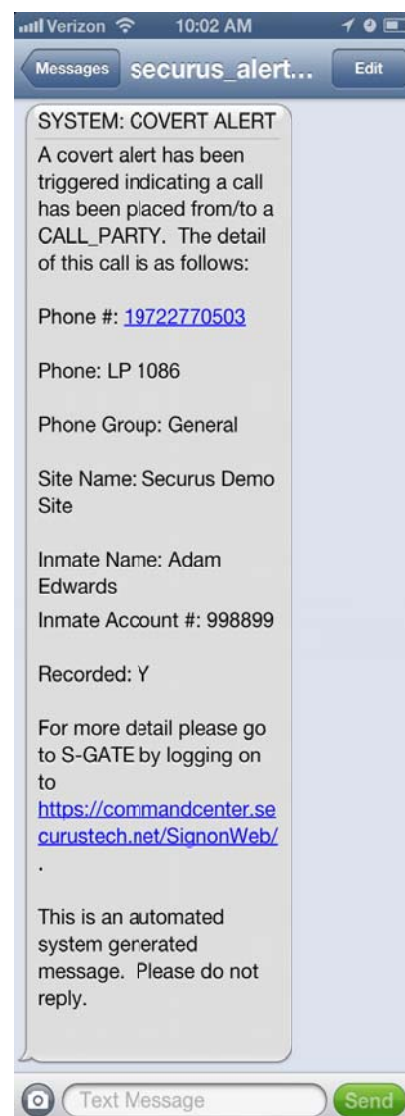 Verizon 10:02 AM
Messages securus_alert... Edit
SYSTEM: COVERT ALERT
A covert alert has been
triggered indicating a call
has been placed from/to a
CALL_PARTY. The detail
of this call is as follows:
Phone #: 19722770503
Phone: LP 1086
Phone Group: General
Site Name: Securus Demo
Site
Inmate Name: Adam
Edwards
Inmate Account #: 998899
Recorded: Y
For more detail please go
to S-GATE by logging on
to
https://commandcenter.se
curustech.net/SignonWeb/
.
This is an automated
system generated
message. Please do not
reply.
Text Message Send